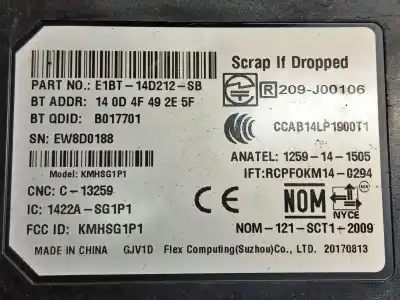 Scrap If Dropped
PART NO.: E1BT-14D212-SB
BT ADDR: 14 0D 4F 49 2E 5F
R 209-J00106
BT QDID: B017701
CCAB14LP1900T1
SN: EW8D0188
ANATEL: 1259-14-1505
Model: KMHSG1P1
IFT:RCPFOKM14-0294
CNC: C-13259
CE
NOM
NYCE
IC: 1422A-SG1P1
FCC ID: KMHSG1P1
NOM-121-SCT1-2009
MADE IN CHINA GJV1D Flex Computing(Suzhou)Co., LTD. 20170813